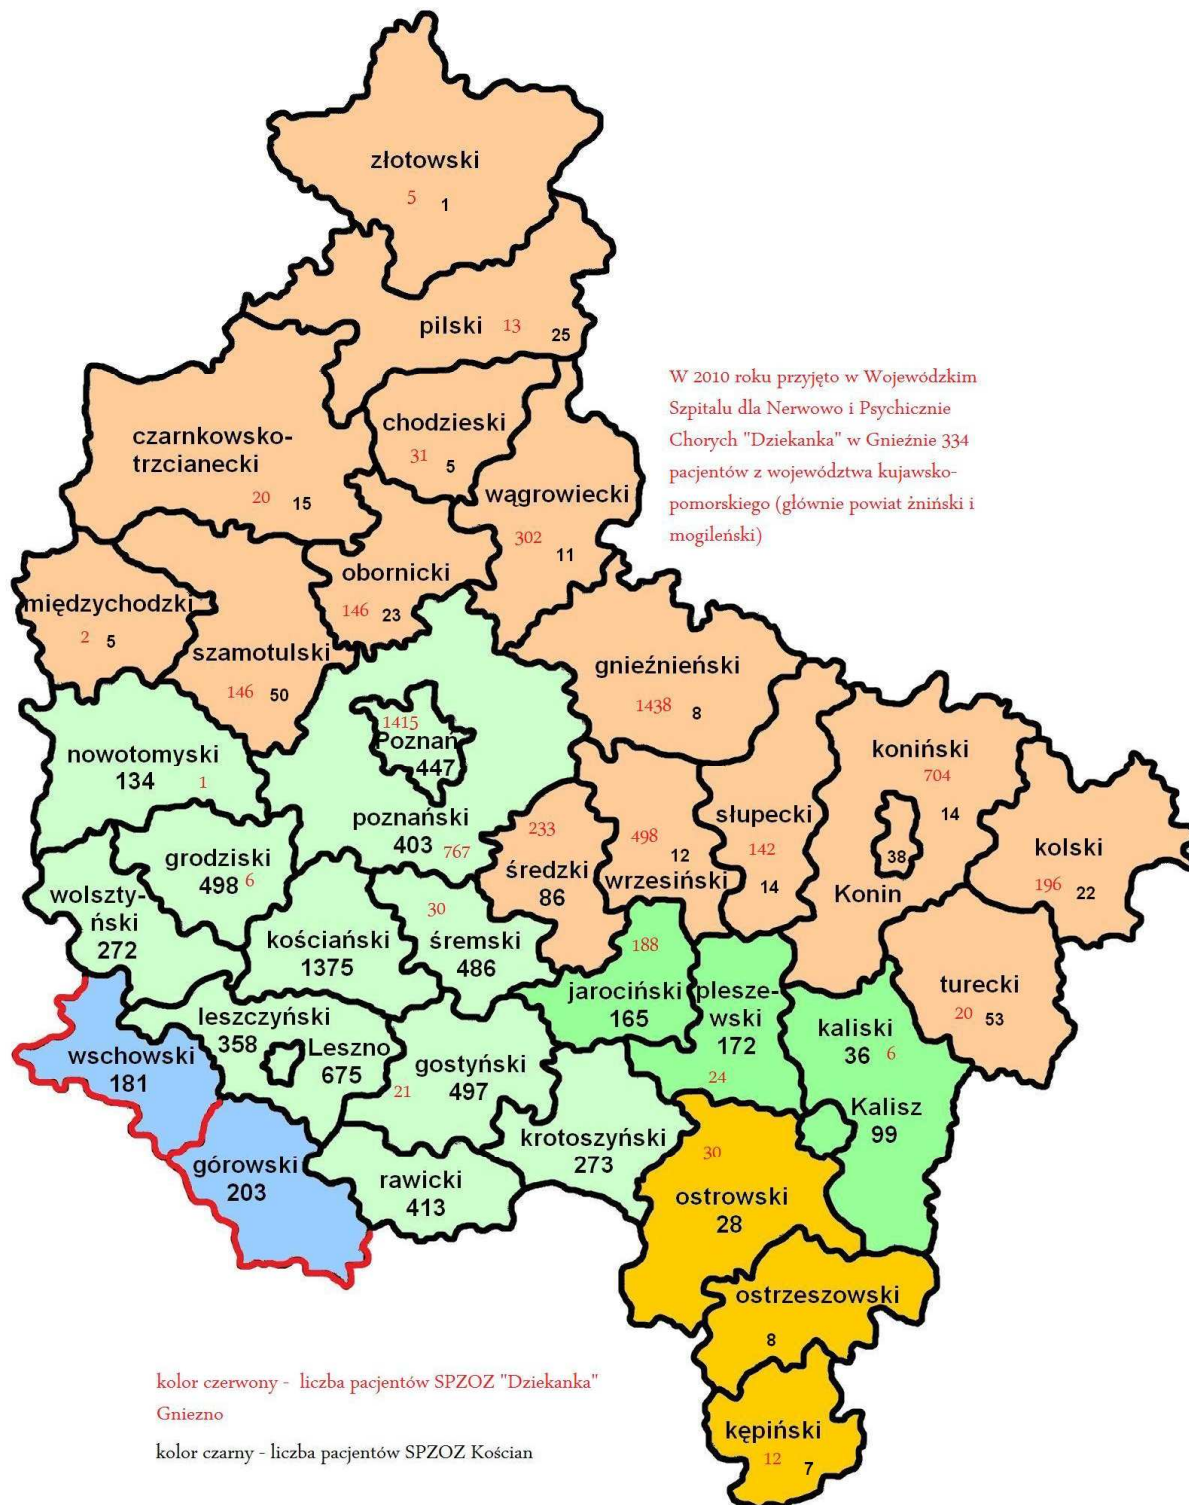 złotowski
5 1
pilski 13 25
W 2010 roku przyjęto w Wojewódzkim
Szpitalu dla Nerwowo i Psychicznie
Chorych "Dziekanka" w Gnieźnie 334
pacjentów z województwa kujawsko-
pomorskiego (głównie powiat żniński i
mogileński)
chodzieski
31 5
czarnkowsko-
trzcianecki
20 15
wągrowiecki
302 11
obornicki
146 23
międzychodzki
2 5
szamotulski
146 50
gnieźnieński
1438 8
1415
Poznań
447
nowotomyski
134 1
koniński
704
14
38
Konin
poznański
403 767
słupecki
142
14
233
średzki
86
498 12
wrzesiński
kolski
196 22
grodziski
498 6
wolszty-
ński
272
kościański
1375
30
śremski
486
188
jarociński
165
plesze-
wski
172
24
turecki
20 53
kaliski
36 6
Kalisz
99
leszczyński
358
Leszno
675
wschowski
181
gostyński
21 497
krotoszyński
273
górowski
203
rawicki
413
30
ostrowski
28
ostrzeszowski
8
kępiński
12 7
kolor czerwony - liczba pacjentów SPZOZ "Dziekanka"
Gniezno
kolor czarny - liczba pacjentów SPZOZ Kościan